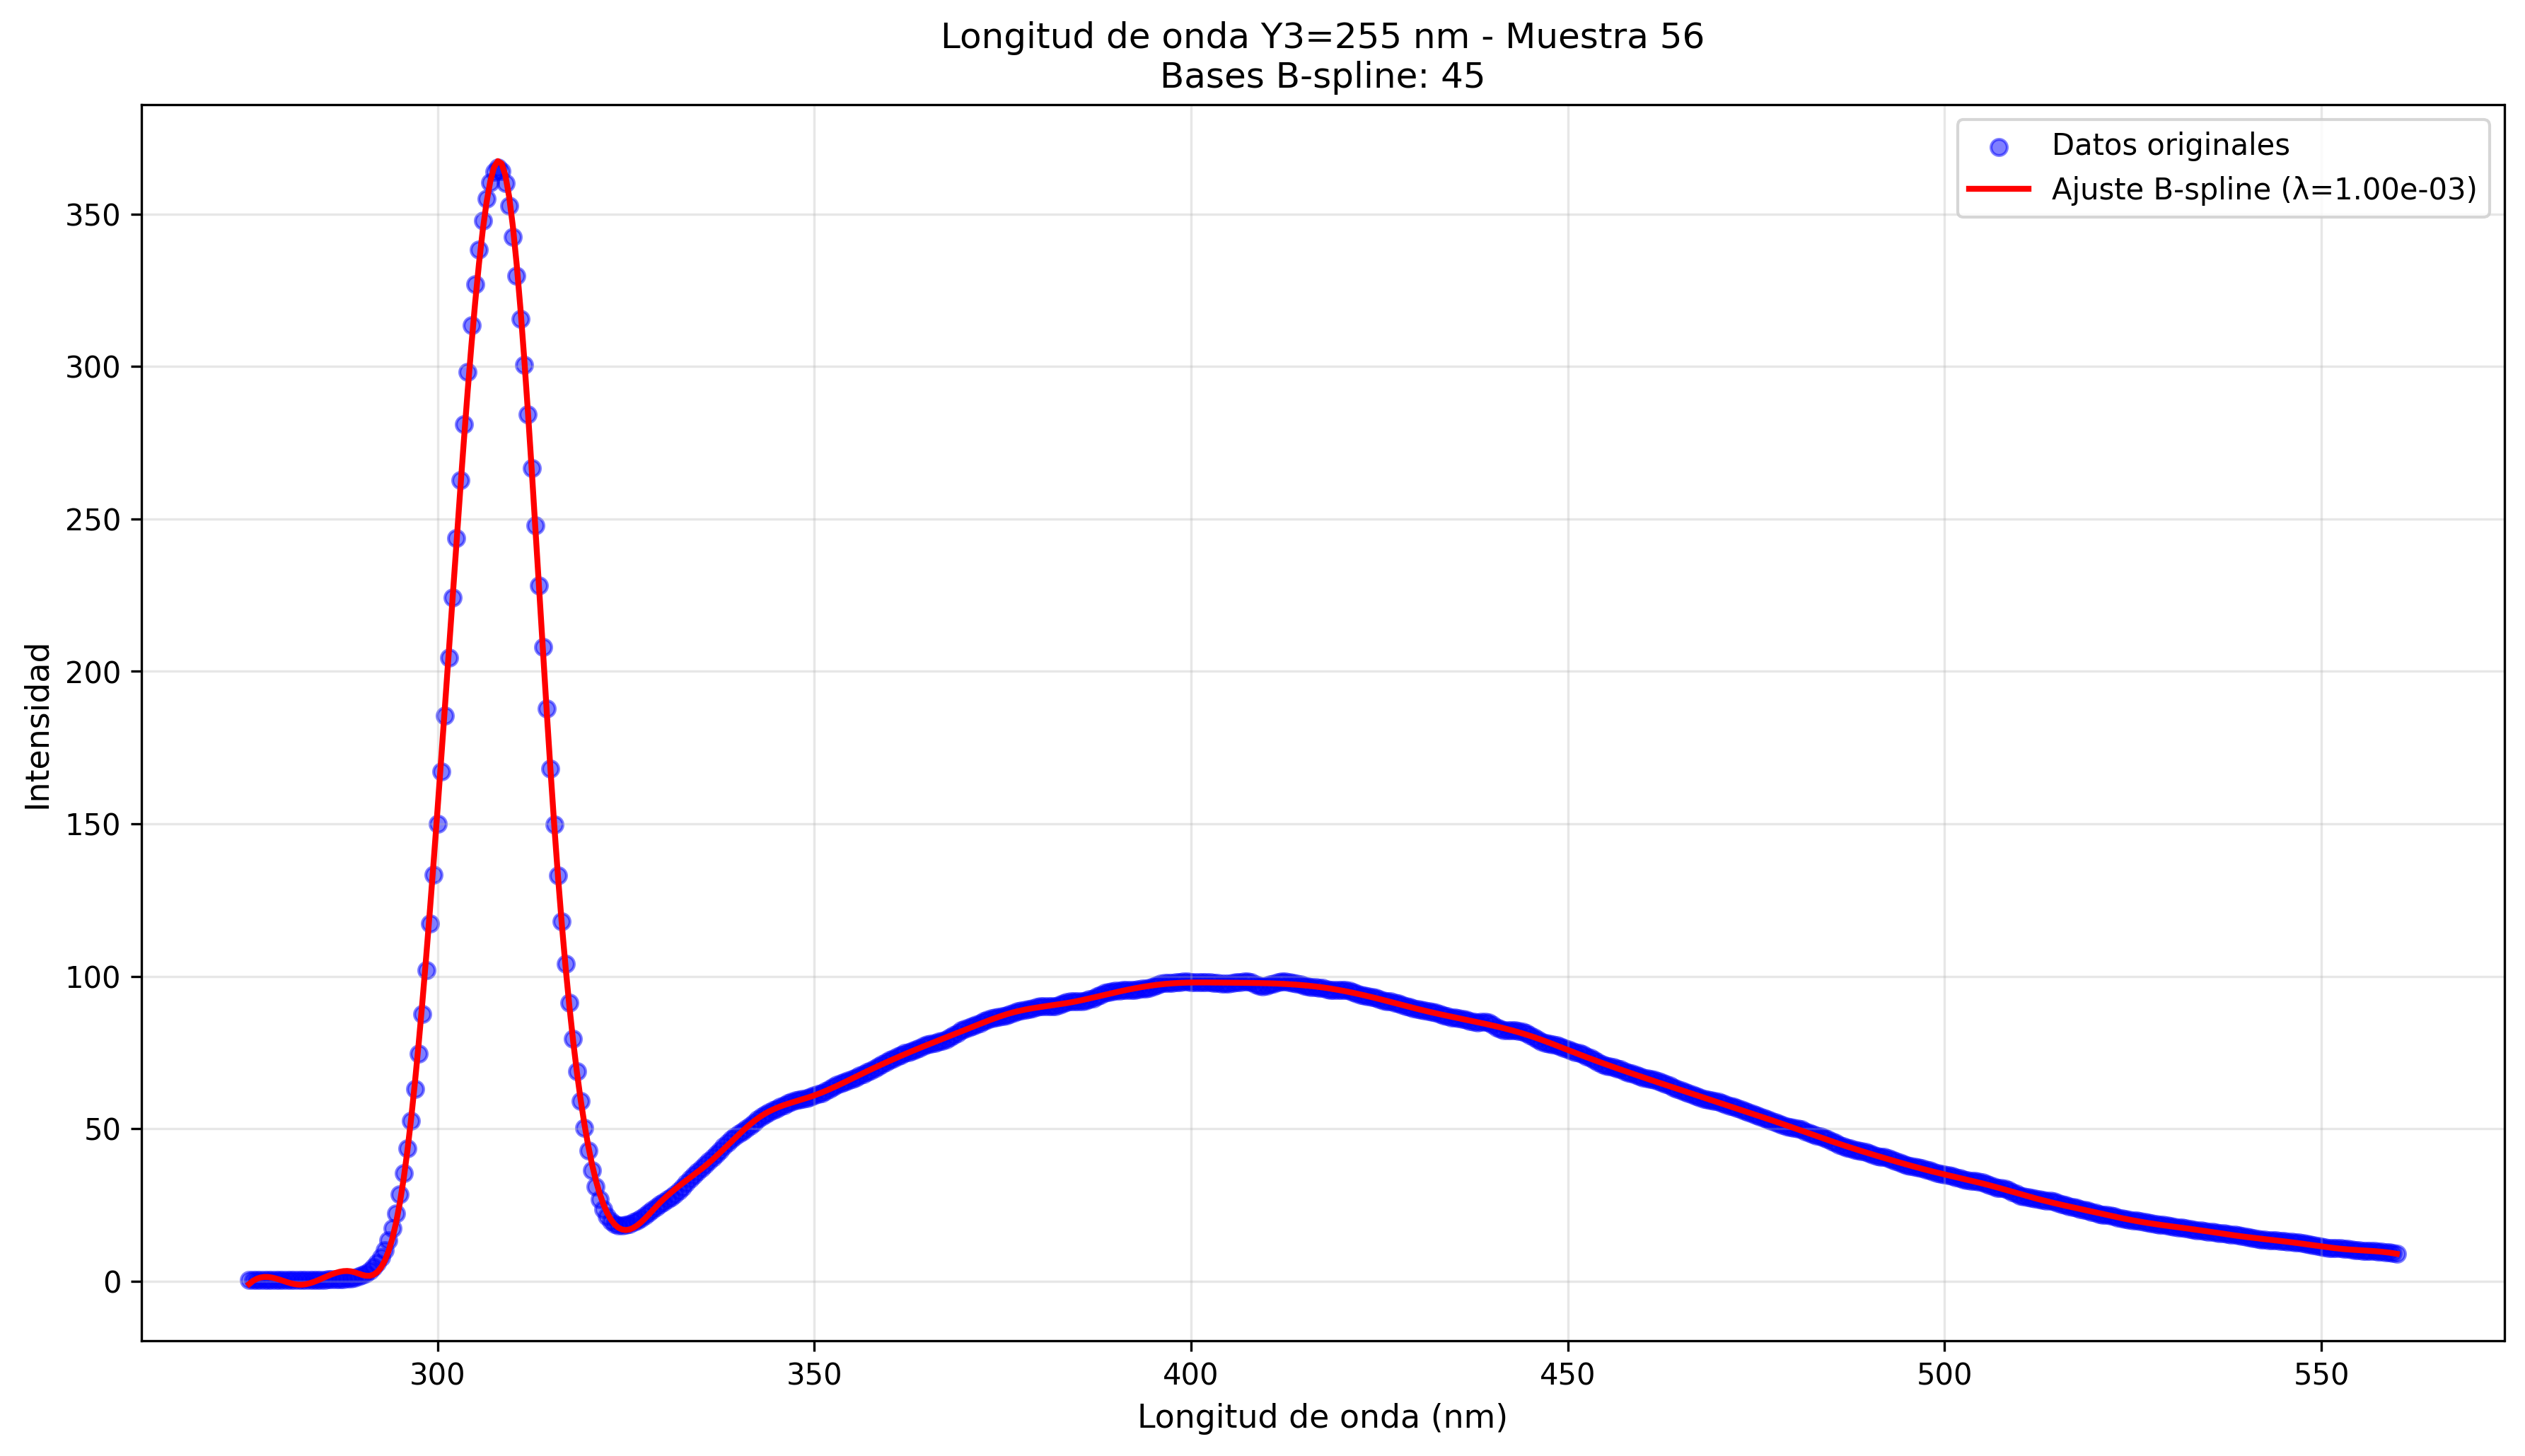 Longitud de onda Y3=255 nm - Muestra 56
Bases B-spline: 45
Datos originales
Ajuste B-spline (λ=1.00e-03)
Intensidad
350
300
250
200
150
100
50
0
300 350 400 450 500 550
Longitud de onda (nm)